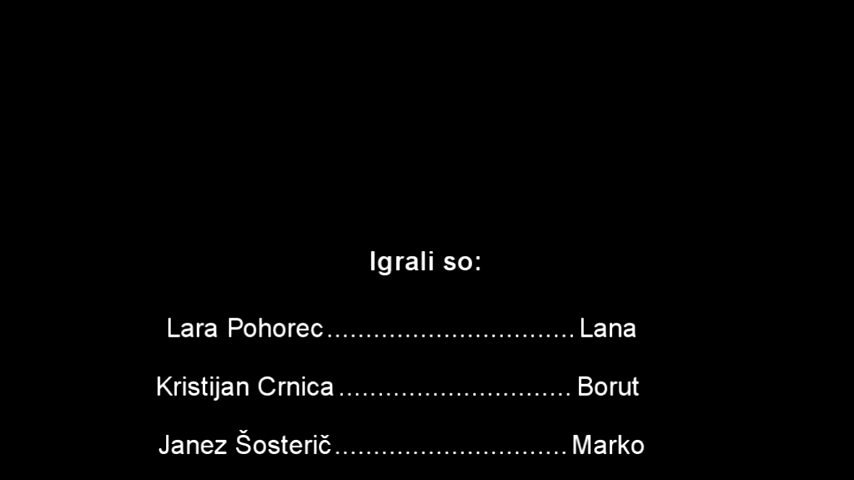 Igrali so:
Lara Pohorec................................ Lana
Kristijan Crnica.............................. Borut
Janez Šosterič.............................. Marko